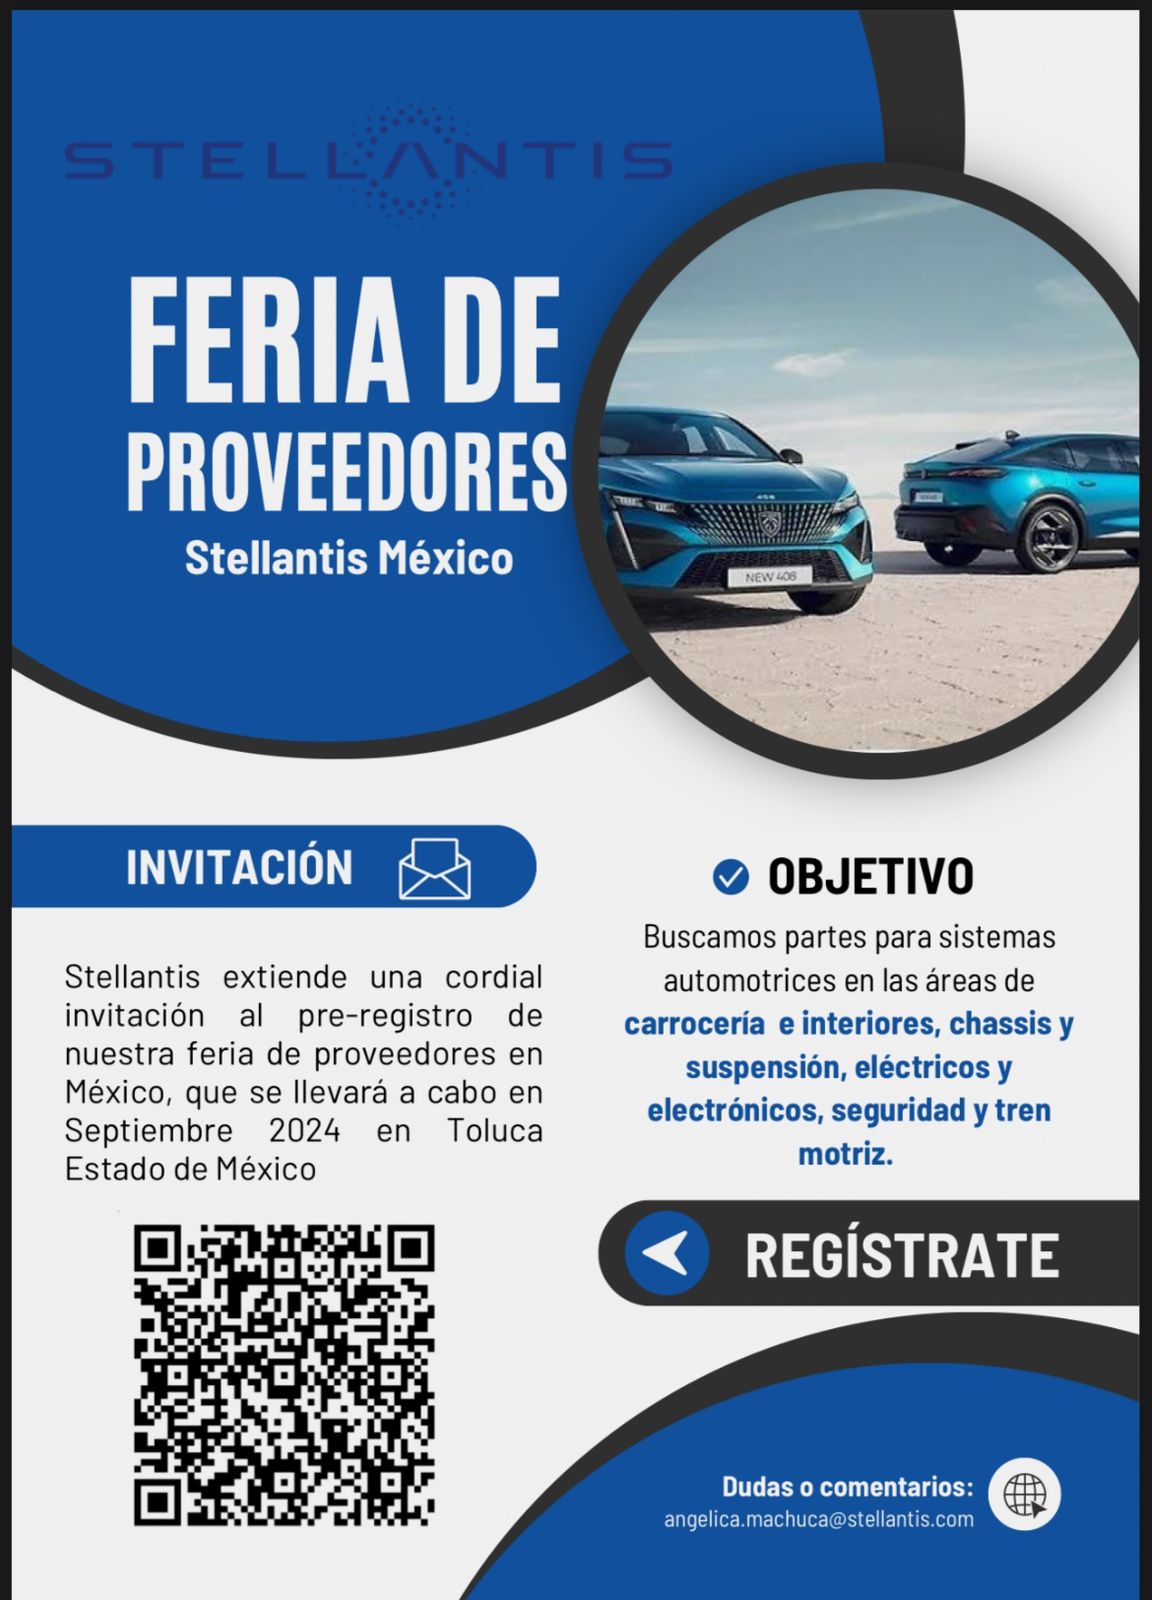 STELLANTIS
FERIA DE
PROVEEDORES
Stellantis México
NEW 408
INVITACIÓN
Stellantis extiende una cordial
invitación al pre-registro de
nuestra feria de proveedores en
México, que se llevará a cabo en
Septiembre 2024 en Toluca
Estado de México
OBJETIVO
Buscamos partes para sistemas
automotrices en las áreas de
carrocería e interiores, chassis y
suspensión, eléctricos y
electrónicos, seguridad y tren
motriz.
REGÍSTRATE
Dudas o comentarios:
angelica.machuca@stellantis.com